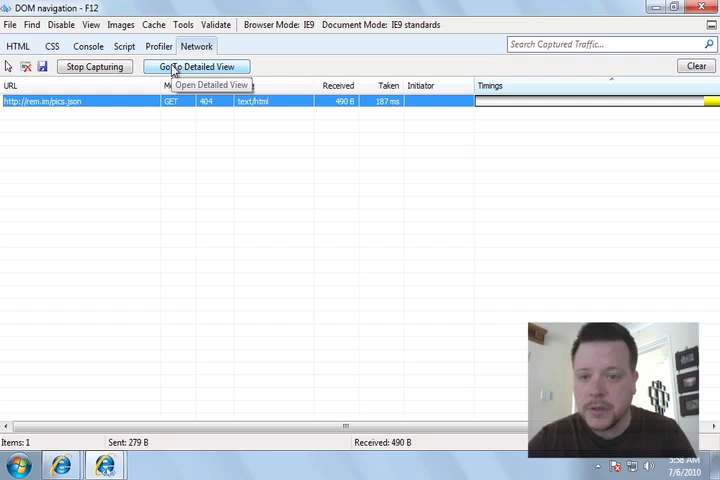 DOM navigation - F12
File Find Disable View Images Cache Tools Validate Browser Mode: IE9 Document Mode: IE9 standards
HTML CSS Console Script Profiler Network Search Captured Traffic...
Stop Capturing Go To Detailed View Clear
Open Detailed View
URL Received Taken Initiator Timings
http://rem.im/pics.json GET 404 text/html 490 B 187 ms
Items: 1 Sent: 279 B Received: 490 B
5:58 AM
7/6/2010